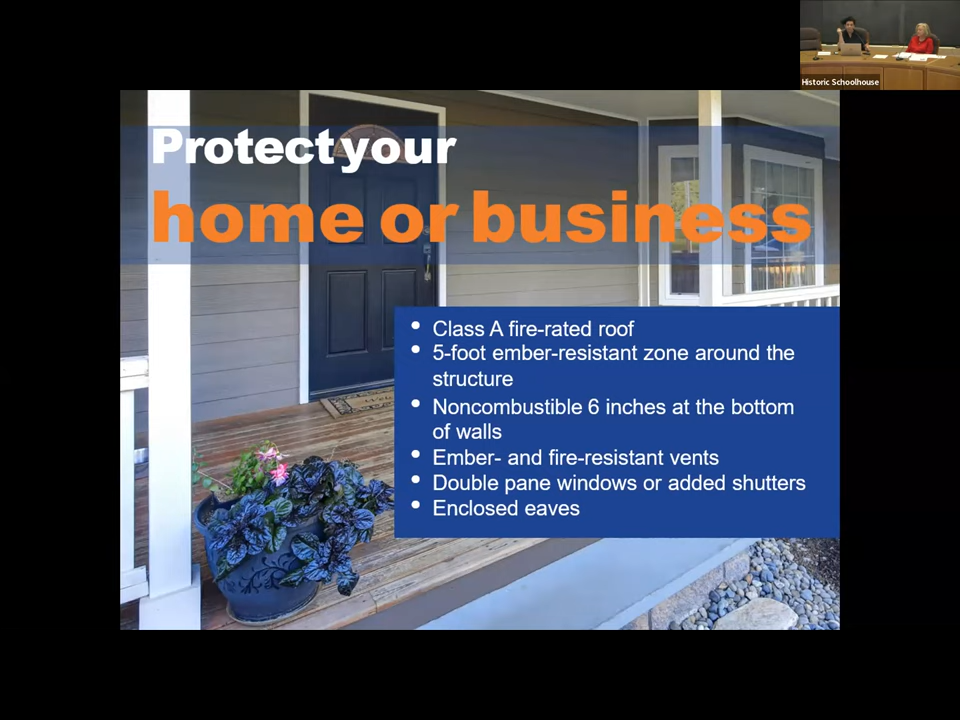 Historic Schoolhouse
Protect your
home or business
• Class A fire-rated roof
• 5-foot ember-resistant zone around the
structure
• Noncombustible 6 inches at the bottom
of walls
• Ember- and fire-resistant vents
• Double pane windows or added shutters
• Enclosed eaves